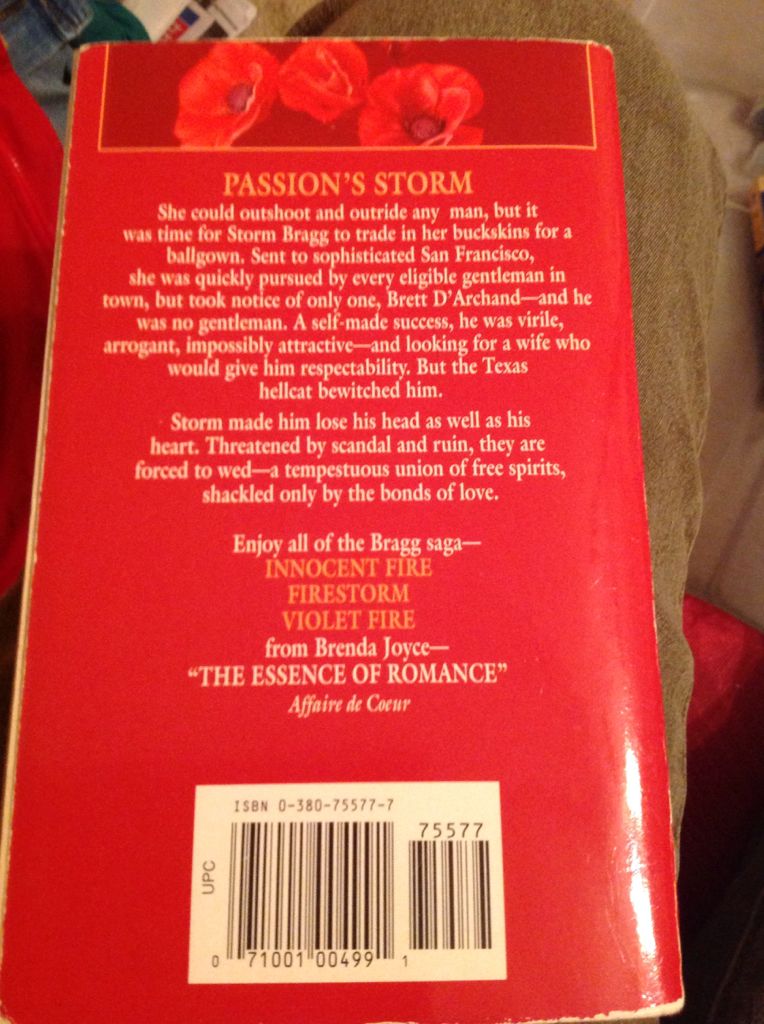 PASSION'S STORM
She could outshoot and outride any man, but it
was time for Storm Bragg to trade in her buckskins for a
ballgown. Sent to sophisticated San Francisco,
she was quickly pursued by every eligible gentleman in
town, but took notice of only one, Brett D'Archand—and he
was no gentleman. A self-made success, he was virile,
arrogant, impossibly attractive—and looking for a wife who
would give him respectability. But the Texas
hellcat bewitched him.
Storm made him lose his head as well as his
heart. Threatened by scandal and ruin, they are
forced to wed—a tempestuous union of free spirits,
shackled only by the bonds of love.
Enjoy all of the Bragg saga—
INNOCENT FIRE
FIRESTORM
VIOLET FIRE
from Brenda Joyce—
"THE ESSENCE OF ROMANCE"
Affaire de Coeur
ISBN 0-380-75577-7
75577
UPC
0 71001 00499 1